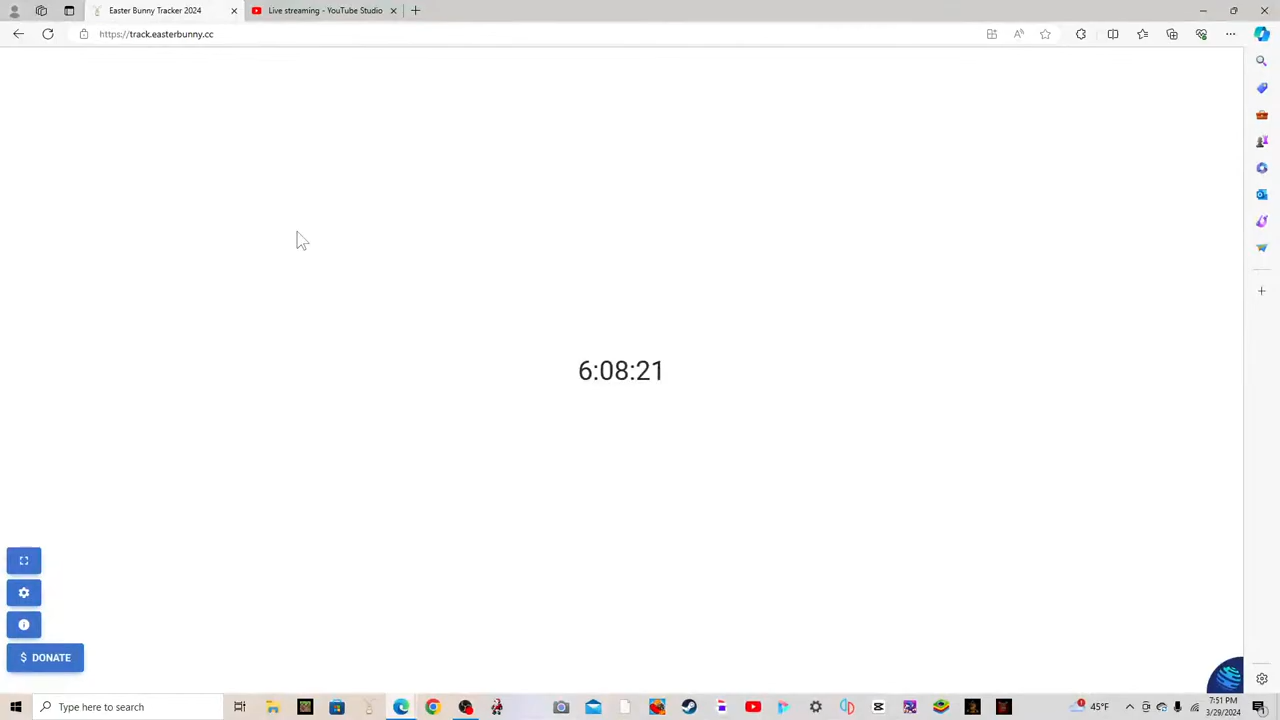 Easter Bunny Tracker 2024
Live streaming - YouTube Studio
https://track.easterbunny.cc
6:08:21
$ DONATE
Type here to search
45°F
7:51 PM
3/29/2024